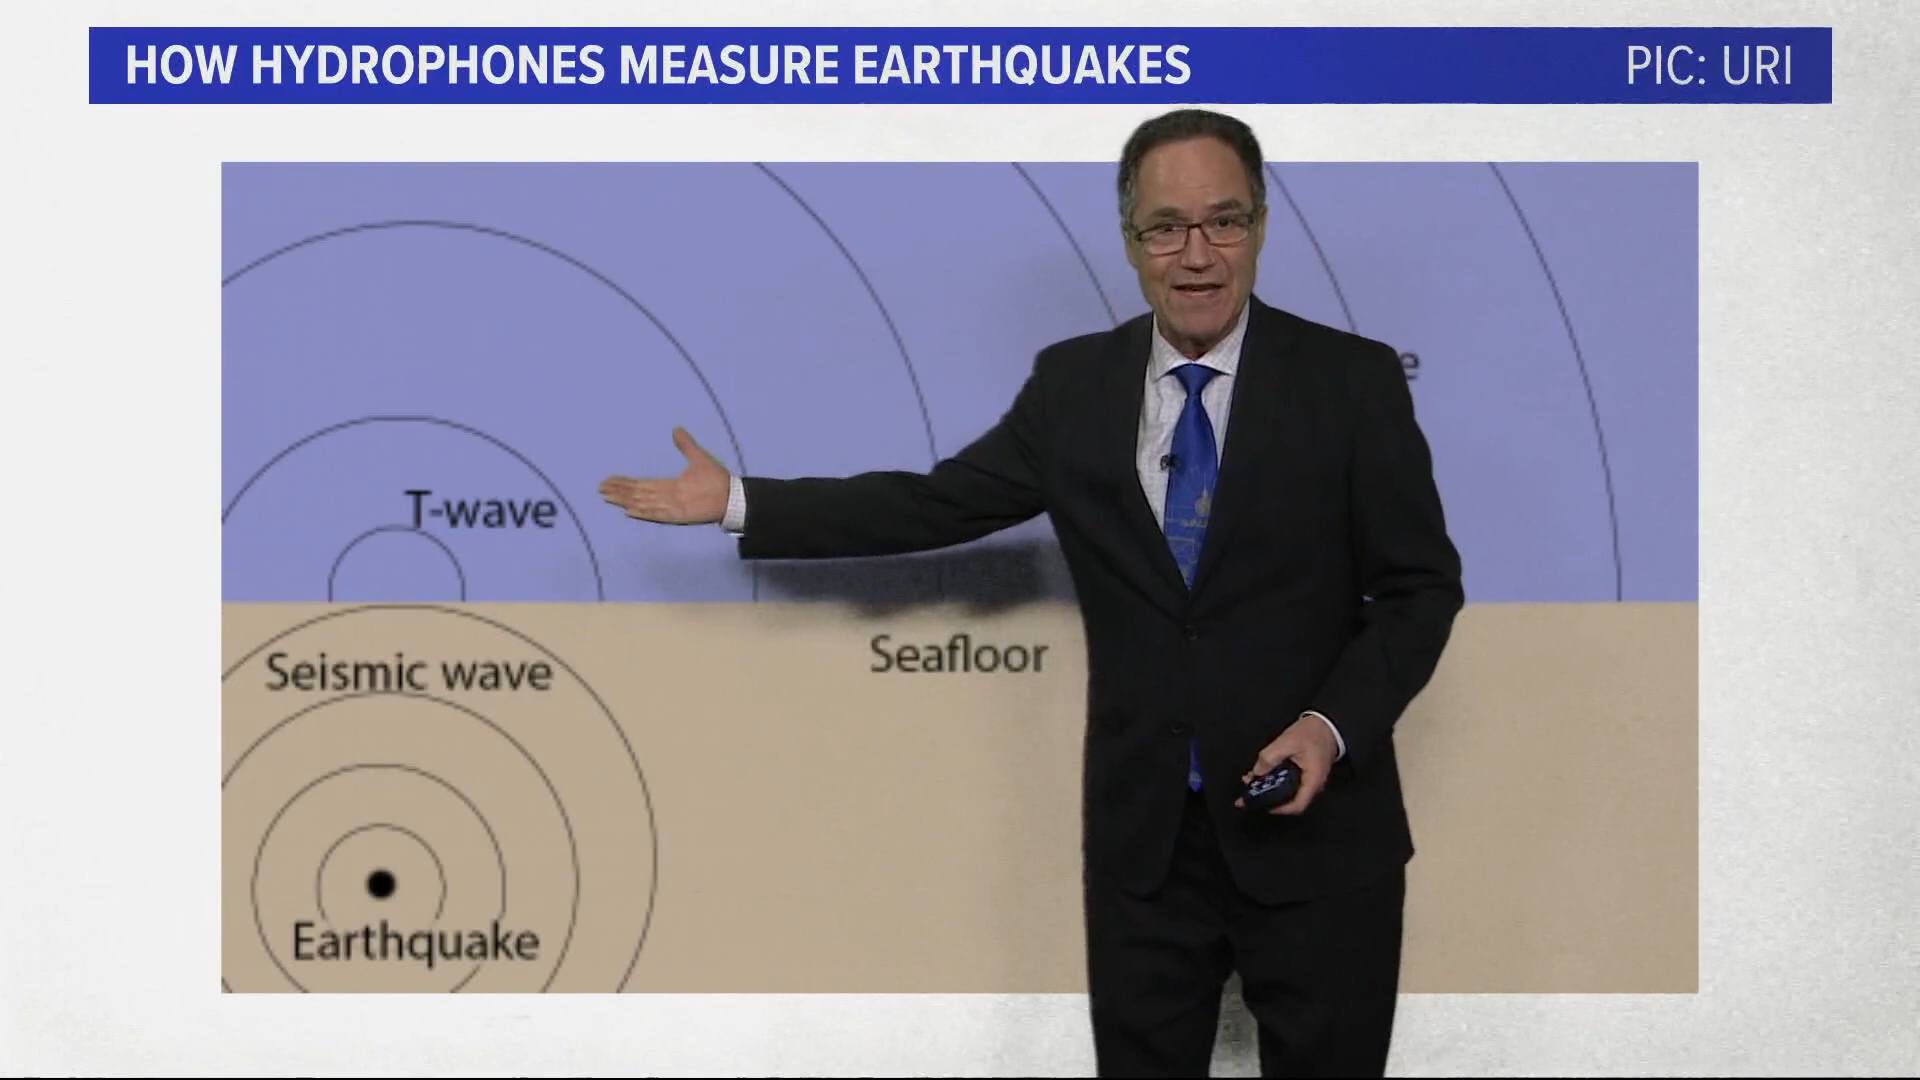 HOW HYDROPHONES MEASURE EARTHQUAKES
PIC: URI
T-wave
Seafloor
Seismic wave
Earthquake